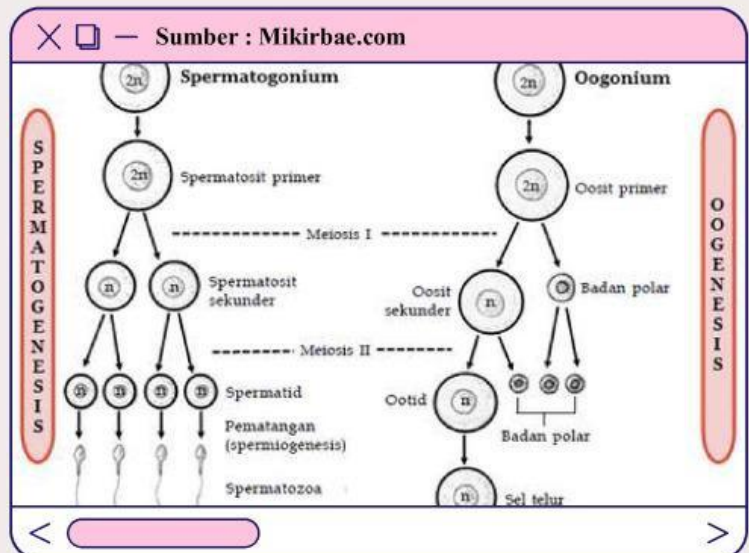 Sumber : Mikirbae.com
2n Spermatogonium 2n Oogonium
2n Spermatosit primer 2n Oosit primer
Meiosis I
n n Spermatosit sekunder
Oosit sekunder n Badan polar
Meiosis II
n n n n Spermatid
Ootid n
Badan polar
Pematangan
(spermiogenesis)
Spermatozoa
n Sel telur
SPERMATOGENESIS
OOGENESIS